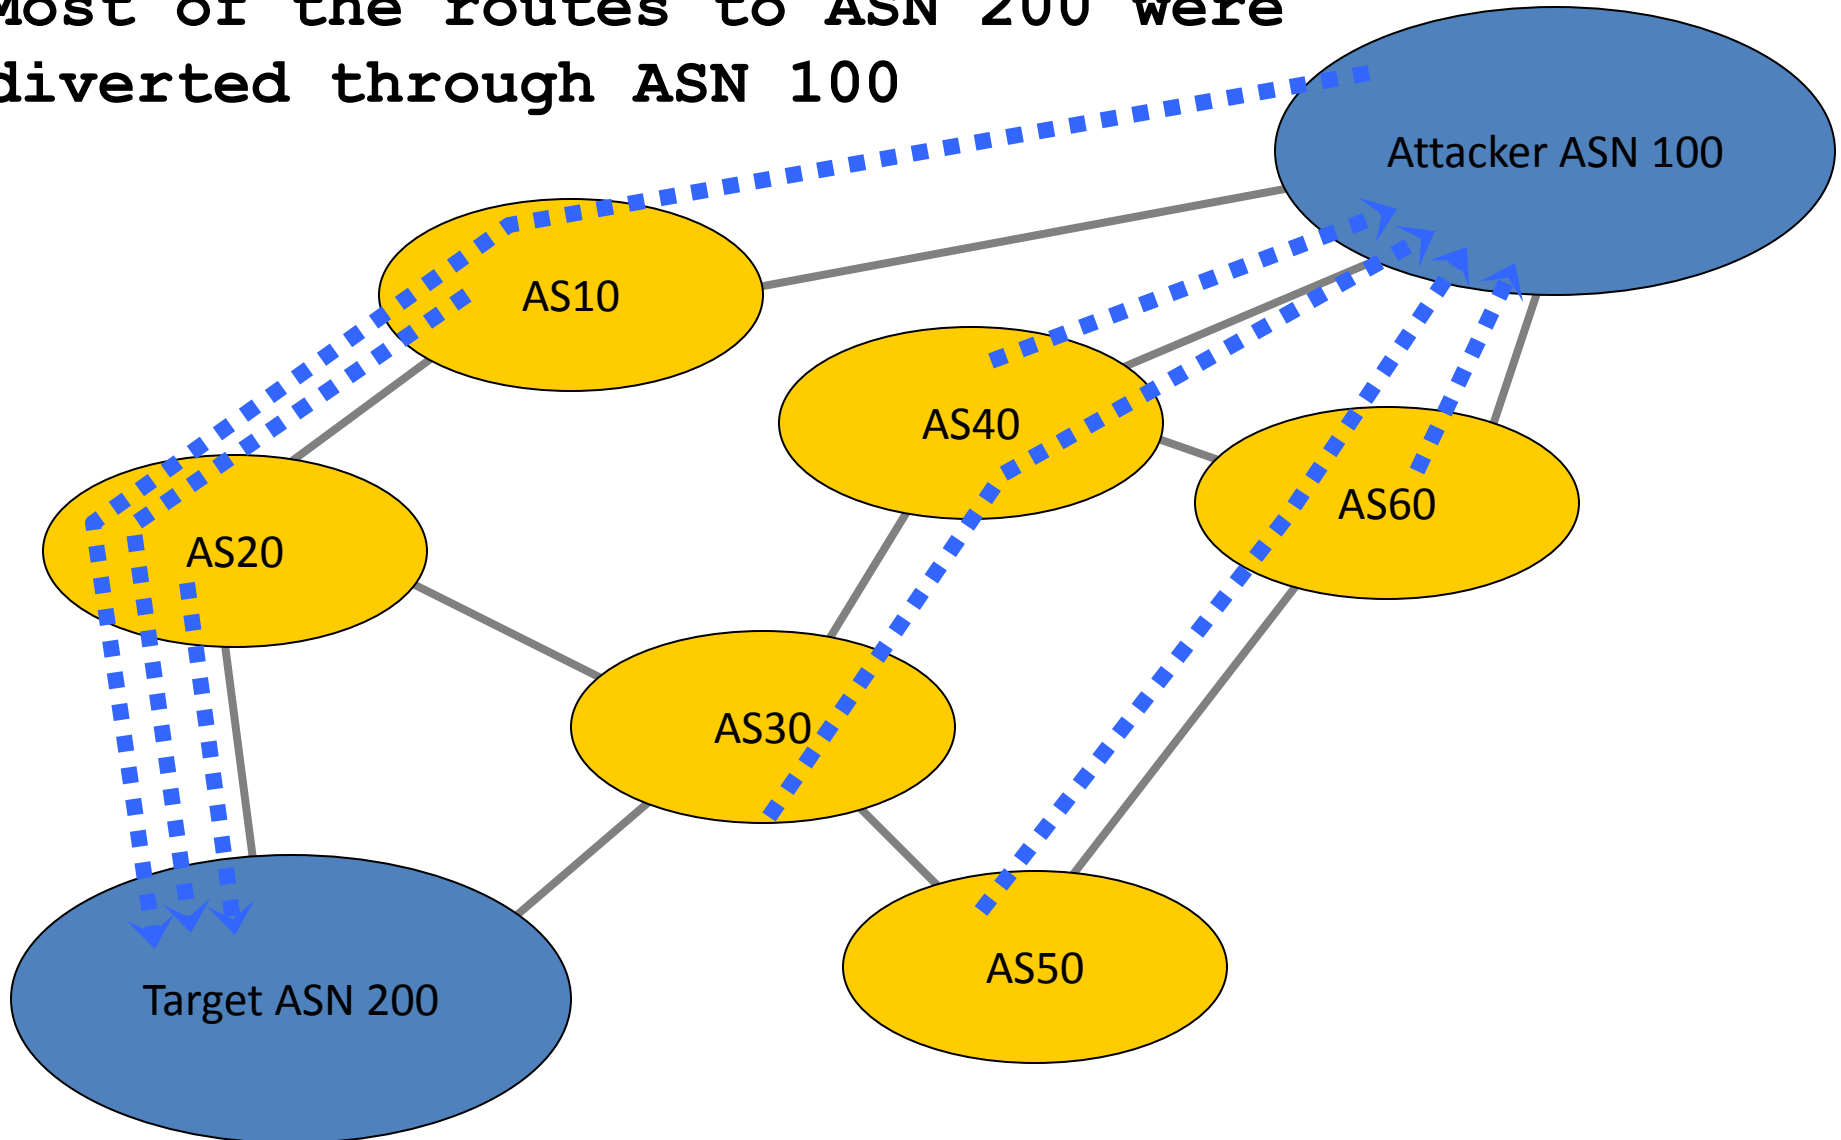 Most of the routes to ASN 200 were
diverted through ASN 100
Attacker ASN 100
AS10
AS40
AS60
AS20
AS30
AS50
Target ASN 200